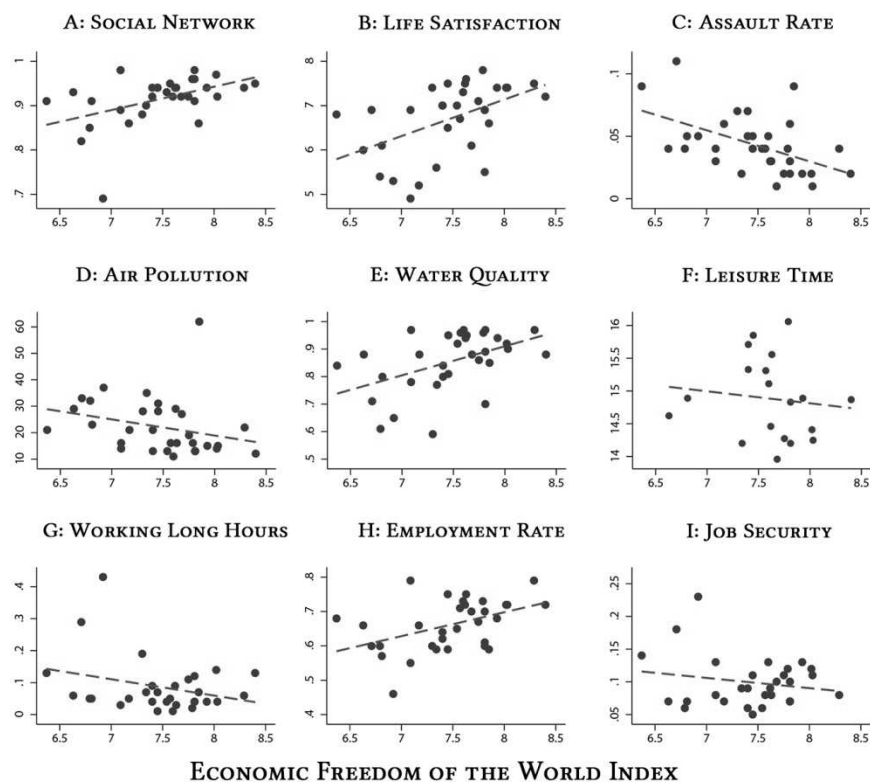 A: Social Network
B: Life Satisfaction
C: Assault Rate
1
.9
.8
.7
6.5 7 7.5 8 8.5
.8
.7
.6
.5
6.5 7 7.5 8 8.5
.1
.05
0
6.5 7 7.5 8 8.5
D: Air Pollution
E: Water Quality
F: Leisure Time
60
50
40
30
20
10
6.5 7 7.5 8 8.5
1
.9
.8
.7
.6
.5
6.5 7 7.5 8 8.5
16
15.5
15
14.5
14
6.5 7 7.5 8 8.5
G: Working Long Hours
H: Employment Rate
I: Job Security
.4
.3
.2
.1
0
6.5 7 7.5 8 8.5
.8
.7
.6
.5
.4
6.5 7 7.5 8 8.5
.25
.2
.15
.1
.05
6.5 7 7.5 8 8.5
Economic Freedom of the World Index